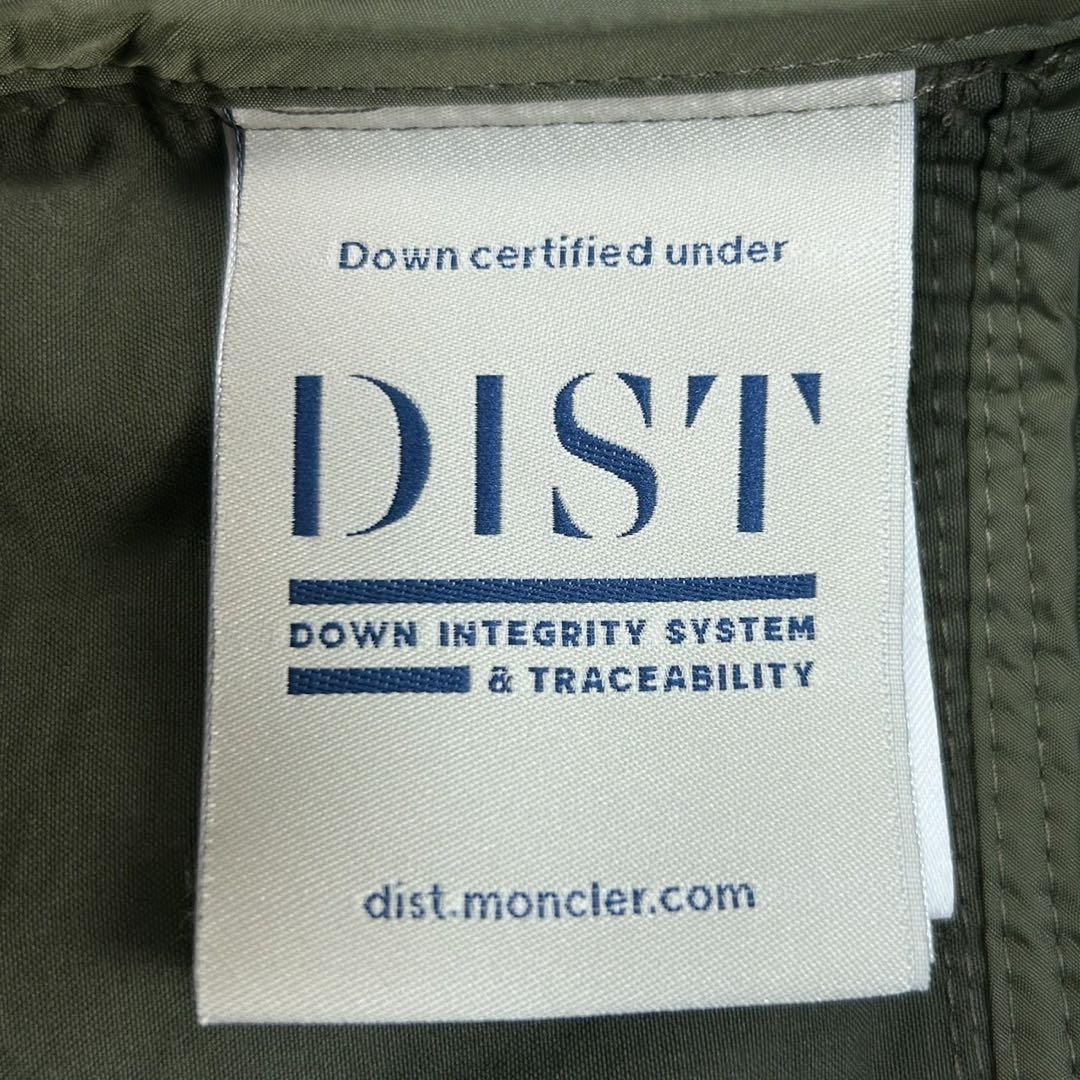 Down certified under
DIST
DOWN INTEGRITY SYSTEM
& TRACEABILITY
dist.moncler.com